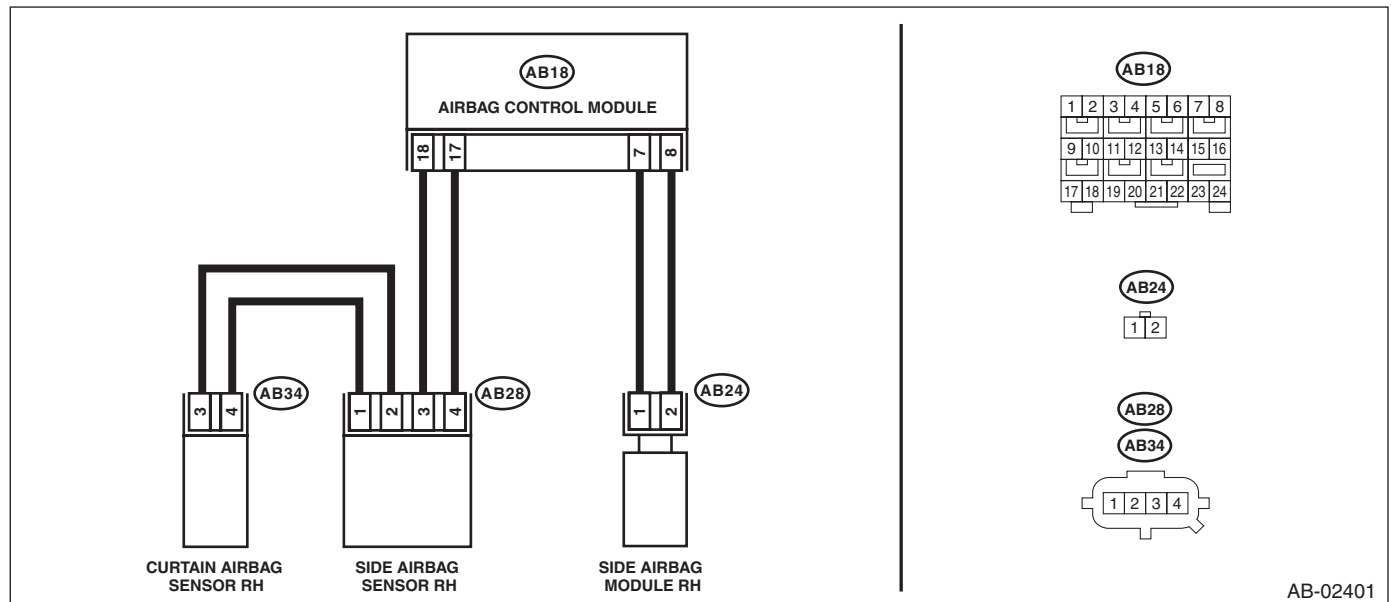 AB18
AIRBAG CONTROL MODULE
18 17 7 8
3 4 AB34 1 2 3 4 AB28 1 2 AB24
CURTAIN AIRBAG
SENSOR RH
SIDE AIRBAG
SENSOR RH
SIDE AIRBAG
MODULE RH
AB18
1 2 3 4 5 6 7 8
9 10 11 12 13 14 15 16
17 18 19 20 21 22 23 24
AB24
1 2
AB28
AB34
1 2 3 4
AB-02401